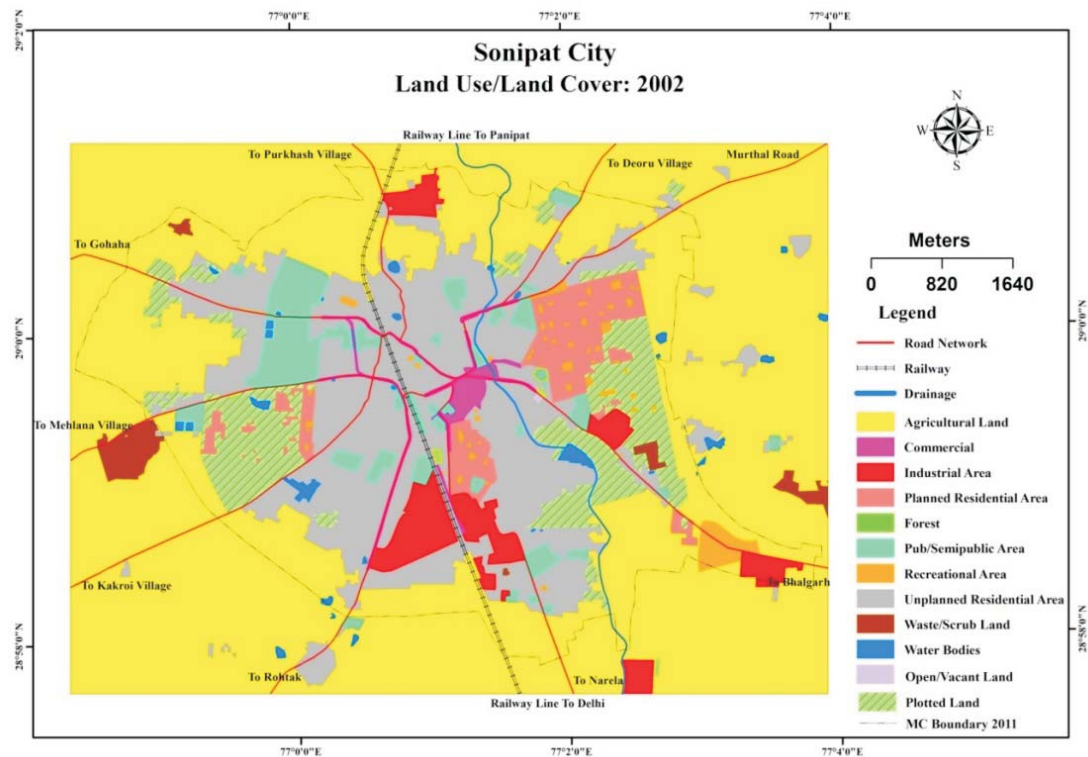 77°0'0"E 77°2'0"E 77°4'0"E
29°2'0"N
Sonipat City
Land Use/Land Cover: 2002
N
W E
S
Railway Line To Panipat
To Purkhash Village
To Deoru Village
Murthal Road
To Gohaha
Meters
0 820 1640
Legend
29°0'0"N
29°0'0"N
Road Network
Railway
Drainage
Agricultural Land
Commercial
Industrial Area
Planned Residential Area
Forest
Pub/Semipublic Area
Recreational Area
Unplanned Residential Area
Waste/Scrub Land
Water Bodies
Open/Vacant Land
Plotted Land
MC Boundary 2011
To Mehlana Village
To Kakroi Village
To Bhalgarh
28°58'0"N
28°58'0"N
To Rohtak
To Narela
Railway Line To Delhi
77°0'0"E 77°2'0"E 77°4'0"E